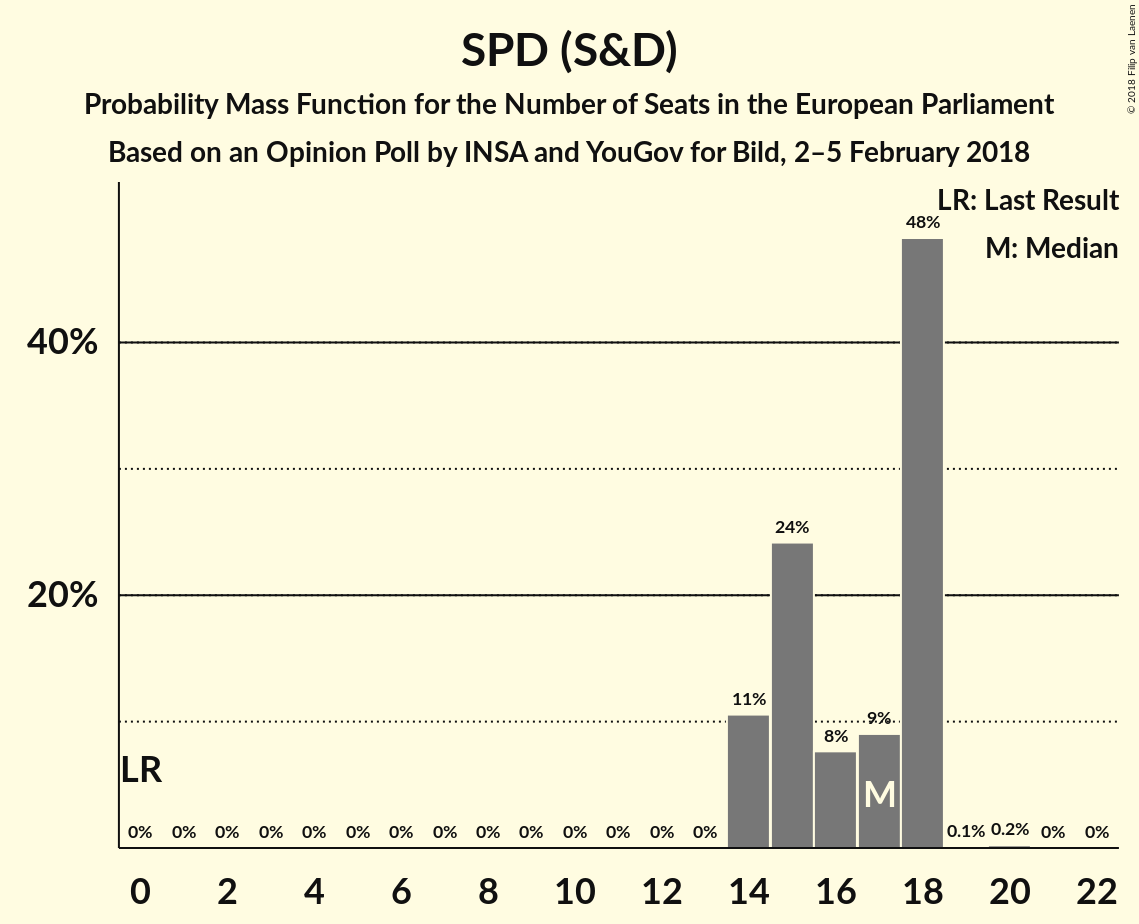 SPD (S&D)
Probability Mass Function for the Number of Seats in the European Parliament
Based on an Opinion Poll by INSA and YouGov for Bild, 2–5 February 2018
© 2018 Filip van Laenen
LR: Last Result
M: Median
40%
20%
48%
24%
11%
8%
9%
LR
M
0% 0% 0% 0% 0% 0% 0% 0% 0% 0% 0% 0% 0% 0% 0.1% 0.2% 0% 0%
0 2 4 6 8 10 12 14 16 18 20 22